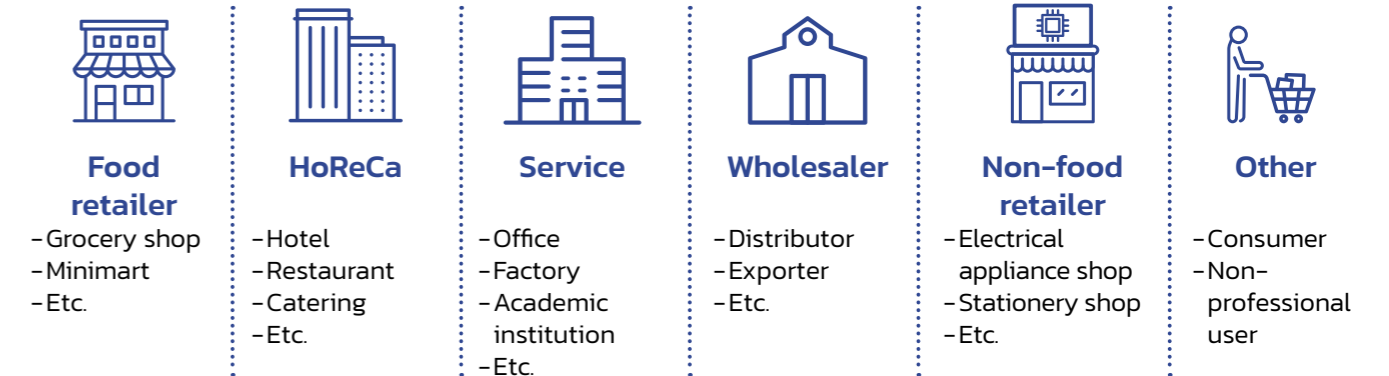 Food
retailer
-Grocery shop
-Minimart
-Etc.
HoReCa
-Hotel
-Restaurant
-Catering
-Etc.
Service
-Office
-Factory
-Academic
institution
-Etc.
Wholesaler
-Distributor
-Exporter
-Etc.
Non-food
retailer
-Electrical
appliance shop
-Stationery shop
-Etc.
Other
-Consumer
-Non-
professional
user